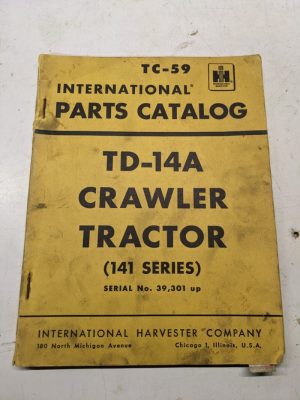 TC-59
INTERNATIONAL®
PARTS CATALOG
TD-14A
CRAWLER
TRACTOR
(141 SERIES)
SERIAL No. 39,301 up
INTERNATIONAL HARVESTER COMPANY
180 North Michigan Avenue Chicago 1, Illinois, U.S.A.